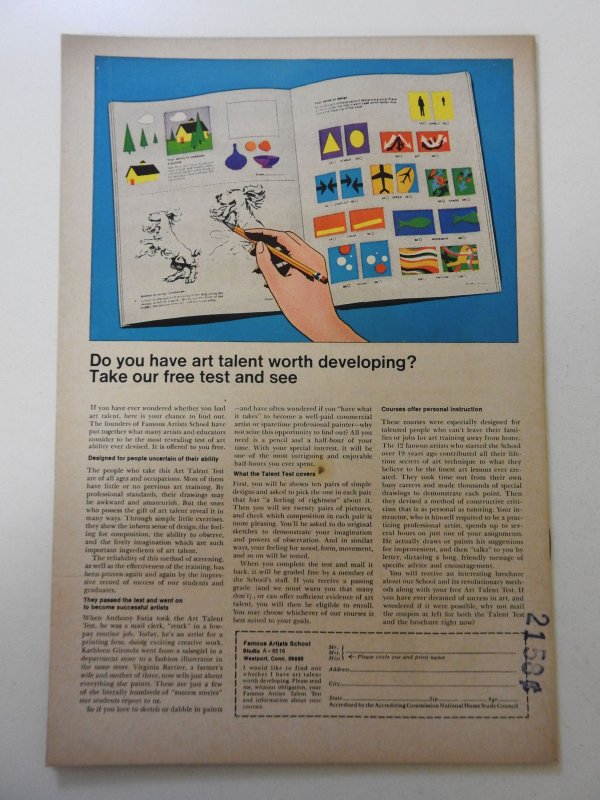 Do you have art talent worth developing?
Take our free test and see
If you have ever wondered whether you had
art talent, here is your chance to find out.
The founders of Famous Artists School have
put together what many artists and educators
consider to be the most revealing test of art
ability ever devised. It is offered to you free.
Designed for people uncertain of their ability
The people who take this Art Talent Test
are of all ages and occupations. Most of them
have little or no previous art training. By
professional standards, their drawings may
be awkward and amateurish. But the ones
who possess the gift of art talent reveal it in
many ways. Through simple little exercises,
they show the inborn sense of design, the feel-
ing for composition, the ability to observe,
and the lively imagination which are such
important ingredients of art talent.
The reliability of this method of screening,
as well as the effectiveness of the training, has
been proven again and again by the impres-
sive record of success of our students and
graduates.
They passed the test and went on
to become successful artists
When Anthony Fozia took the Art Talent
Test, he was a mail clerk, "stuck" in a low-
pay routine job. Today, he's an artist for a
printing firm, doing exciting creative work.
Kathleen Gironda went from a salesgirl in a
department store to a fashion illustrator in
the same store. Virginia Bartter, a farmer's
wife and mother of three, now sells just about
everything she paints. These are just a few
of the literally hundreds of "success stories"
our students report to us.
So if you love to sketch or dabble in paints
—and have often wondered if you "have what
it takes" to become a well-paid commercial
artist or sparetime professional painter—why
not seize this opportunity to find out? All you
need is a pencil and a half-hour of your
time. With your special interest, it will be
one of the most intriguing and enjoyable
half-hours you ever spent.
What the Talent Test covers
First, you will be shown ten pairs of simple
designs and asked to pick the one in each pair
that has "a feeling of rightness" about it.
Then you will see twenty pairs of pictures,
and check which composition in each pair is
more pleasing. You'll be asked to do original
sketches to demonstrate your imagination
and powers of observation. And in similar
ways, your feeling for mood, form, movement,
and so on will be tested.
When you complete the test and mail it
back, it will be graded free by a member of
the School's staff. If you receive a passing
grade (and we must warn you that many
don't), or can offer sufficient evidence of art
talent, you will then be eligible to enroll.
You may choose whichever of our courses is
best suited to your goals.
Courses offer personal instruction
These courses were especially designed for
talented people who can't leave their fami-
lies or jobs for art training away from home.
The 12 famous artists who started the School
over 19 years ago contributed all their life-
time secrets of art technique to what they
believe to be the finest art lessons ever cre-
ated. They took time out from their own
busy careers and made thousands of special
drawings to demonstrate each point. Then
they devised a method of constructive criti-
cism that is as personal as tutoring. Your in-
structor, who is himself required to be a prac-
ticing professional artist, spends up to sev-
eral hours on just one of your assignments.
He actually draws or paints his suggestions
for improvement, and then "talks" to you by
letter, dictating a long, friendly message of
specific advice and encouragement.
You will receive an interesting brochure
about our School and its revolutionary meth-
ods along with your free Art Talent Test. If
you have ever dreamed of success in art, and
wondered if it were possible, why not mail
the coupon at left for both the Talent Test
and the brochure right now?
Famous Artists School
Studio A-6516
Westport, Conn. 06880
I would like to find out
whether I have art talent
worth developing. Please send
me, without obligation, your
Famous Artists Talent Test
and information about your
courses.
Mr.
Mrs.
Miss Please circle one and print name
Address
City
State Zip Age
Accredited by the Accrediting Commission National Home Study Council